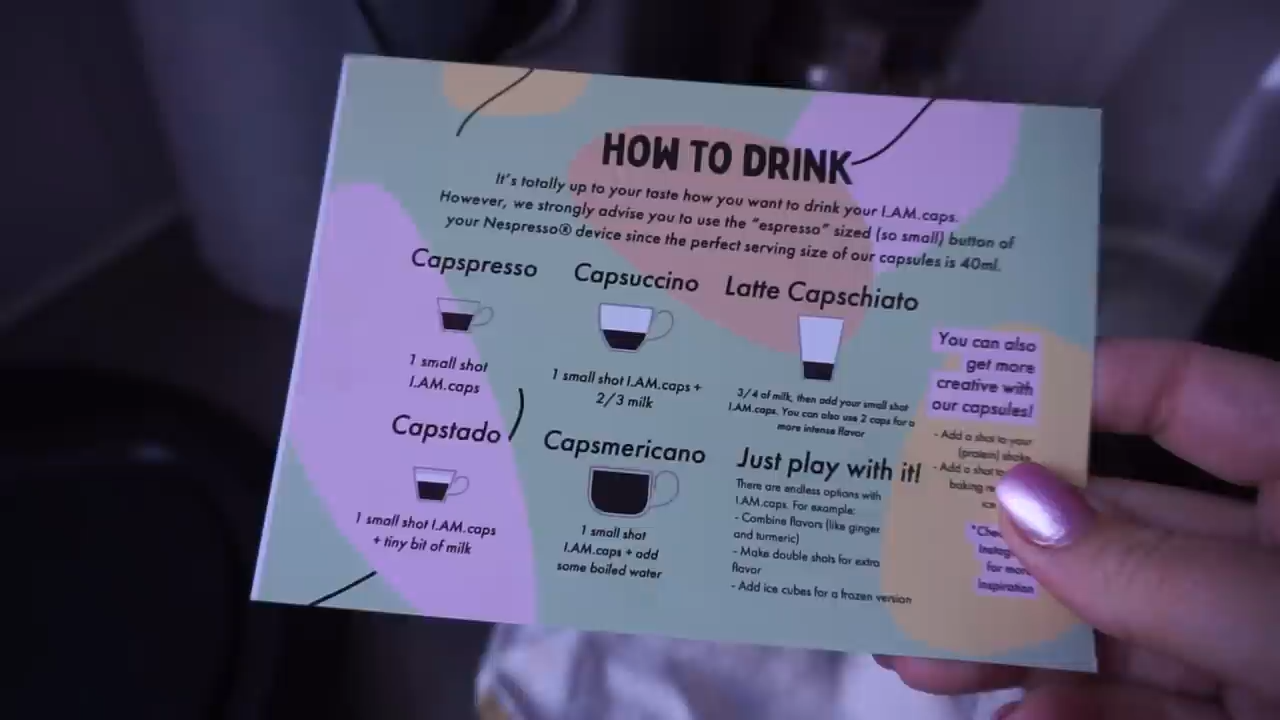 HOW TO DRINK
It's totally up to your taste how you want to drink your I.AM.caps.
However, we strongly advise you to use the "espresso" sized (so small) button of
your Nespresso® device since the perfect serving size of our capsules is 40ml.
Capspresso
1 small shot
I.AM.caps
Capsuccino
1 small shot I.AM.caps +
2/3 milk
Latte Capschiato
3/4 of milk, then add your small shot
I.AM.caps. You can also use 2 caps for a
more intense flavor
Capstado
1 small shot I.AM.caps
+ tiny bit of milk
Capsmericano
1 small shot
I.AM.caps + add
some boiled water
Just play with it!
There are endless options with
I.AM.caps. For example:
- Combine flavors (like ginger
and turmeric)
- Make double shots for extra
flavor
- Add ice cubes for a frozen version
You can also
get more
creative with
our capsules!
- Add a shot to your
(protein) shake
- Add a shot to
baking
for more
Inspiration